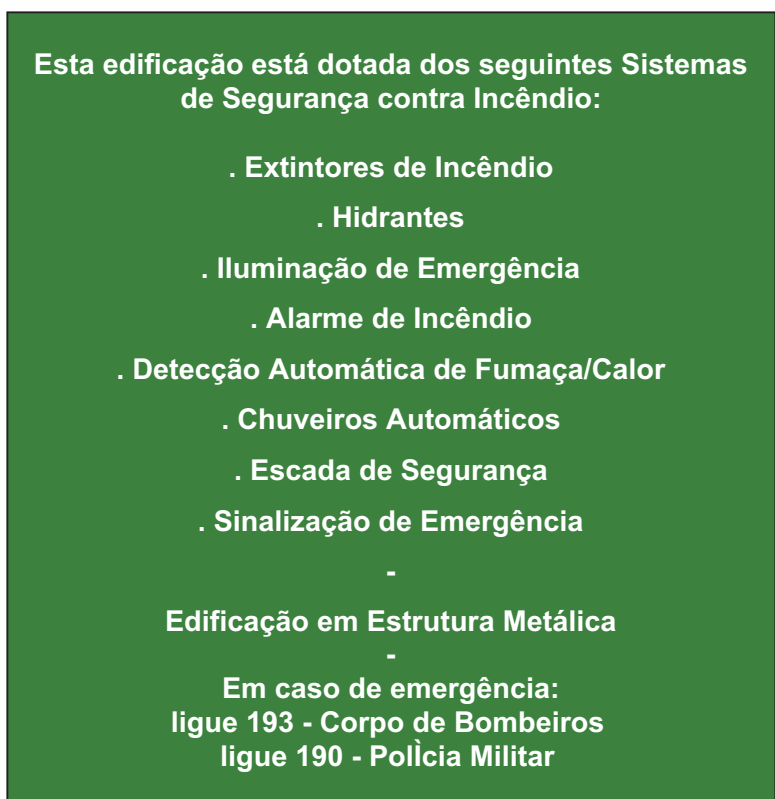 Esta edificação está dotada dos seguintes Sistemas
de Segurança contra Incêndio:
. Extintores de Incêndio
. Hidrantes
. Iluminação de Emergência
. Alarme de Incêndio
. Detecção Automática de Fumaça/Calor
. Chuveiros Automáticos
. Escada de Segurança
. Sinalização de Emergência
-
Edificação em Estrutura Metálica
-
Em caso de emergência:
ligue 193 - Corpo de Bombeiros
ligue 190 - PolÌcia Militar